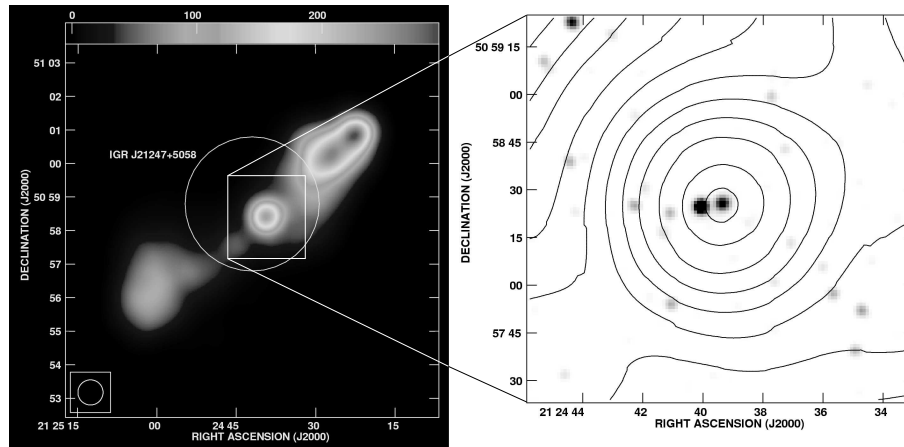 0 100 200
51 03
02
01
00
50 59
58
57
56
55
54
53
52
DECLINATION (J2000)
IGR J21247+5058
21 25 15 00 24 45 30 15
RIGHT ASCENSION (J2000)
50 59 15
00
58 45
30
15
00
57 45
30
DECLINATION (J2000)
21 24 44 42 40 38 36 34
RIGHT ASCENSION (J2000)